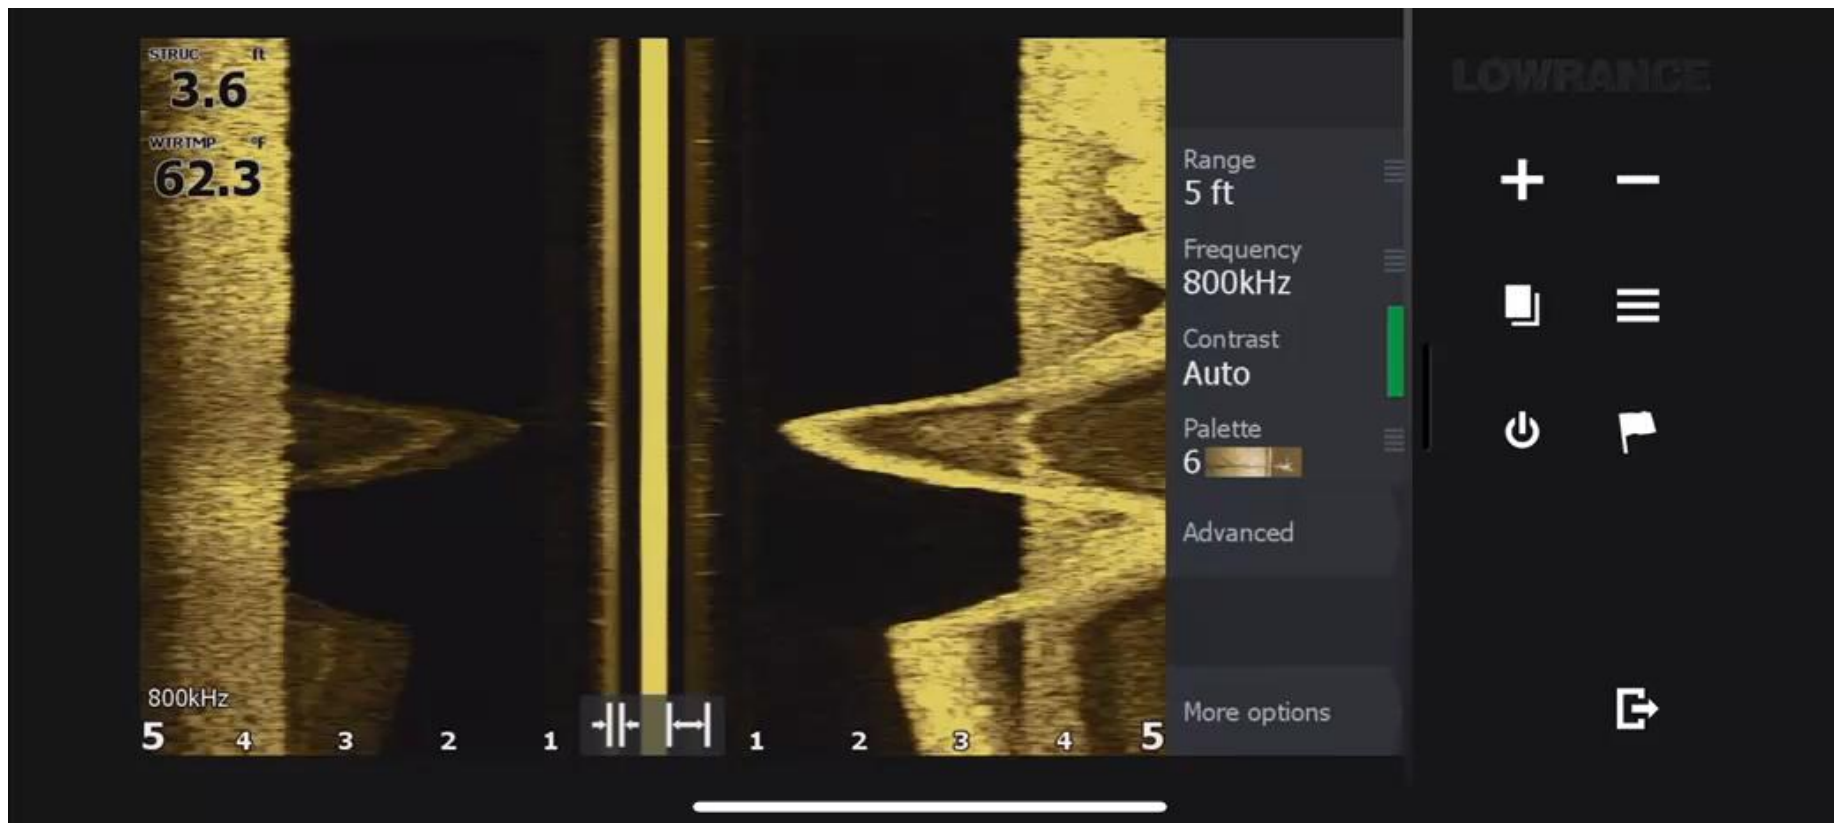 STRUC ft
3.6
WTRTMP °F
62.3
800kHz
5 4 3 2 1 1 2 3 4 5
Range
5 ft
Frequency
800kHz
Contrast
Auto
Palette
6
Advanced
More options
LOWRANCE